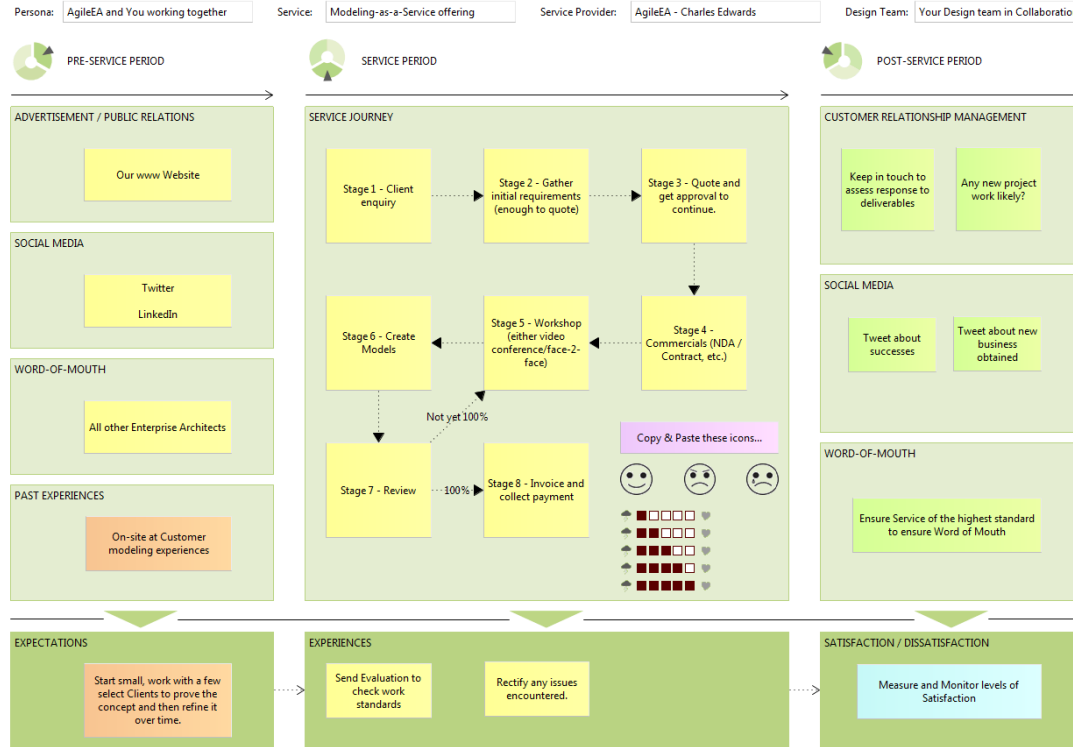 Persona: AgileEA and You working together
Service: Modeling-as-a-Service offering
Service Provider: AgileEA - Charles Edwards
Design Team: Your Design team in Collaboratio
PRE-SERVICE PERIOD
SERVICE PERIOD
POST-SERVICE PERIOD
ADVERTISEMENT / PUBLIC RELATIONS
Our www Website
SOCIAL MEDIA
Twitter
LinkedIn
WORD-OF-MOUTH
All other Enterprise Architects
PAST EXPERIENCES
On-site at Customer
modeling experiences
SERVICE JOURNEY
Stage 1 - Client
enquiry
Stage 2 - Gather
initial requirements
(enough to quote)
Stage 3 - Quote and
get approval to
continue.
Stage 4 -
Commercials (NDA /
Contract, etc.)
Stage 5 - Workshop
(either video
conference/face-2-
face)
Stage 6 - Create
Models
Not yet 100%
Stage 7 - Review
100%
Stage 8 - Invoice and
collect payment
Copy & Paste these icons...
CUSTOMER RELATIONSHIP MANAGEMENT
Keep in touch to
assess response to
deliverables
Any new project
work likely?
SOCIAL MEDIA
Tweet about
successes
Tweet about new
business
obtained
WORD-OF-MOUTH
Ensure Service of the highest standard
to ensure Word of Mouth
EXPECTATIONS
Start small, work with a few
select Clients to prove the
concept and then refine it
over time.
EXPERIENCES
Send Evaluation to
check work
standards
Rectify any issues
encountered.
SATISFACTION / DISSATISFACTION
Measure and Monitor levels of
Satisfaction